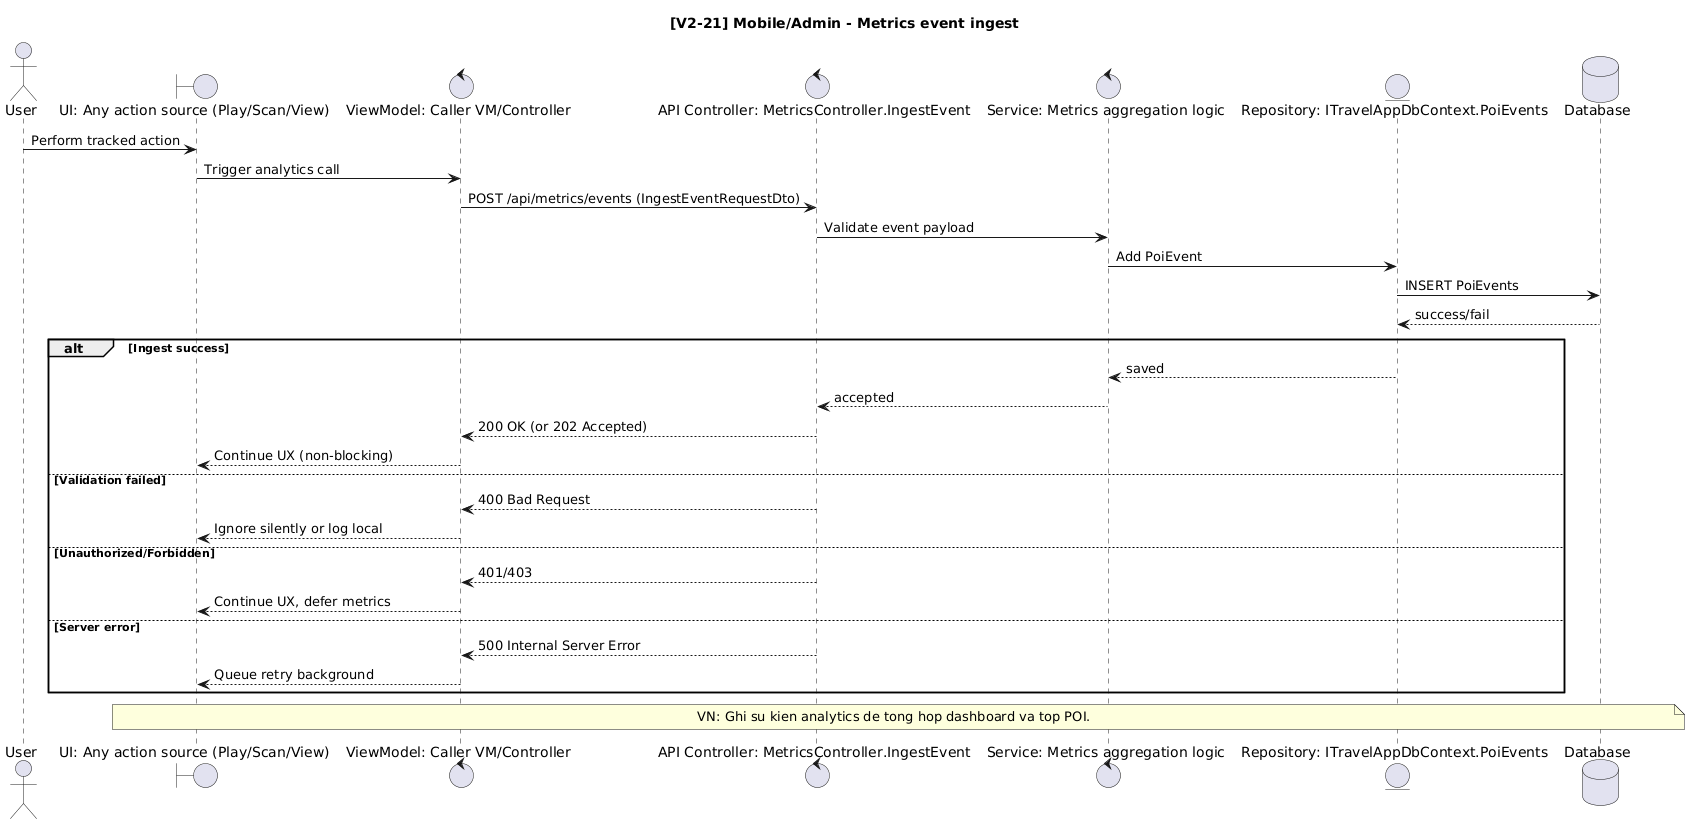 [V2-21] Mobile/Admin - Metrics event ingest
User
UI: Any action source (Play/Scan/View)
ViewModel: Caller VM/Controller
API Controller: MetricsController.IngestEvent
Service: Metrics aggregation logic
Repository: ITravelAppDbContext.PoiEvents
Database
Perform tracked action
Trigger analytics call
POST /api/metrics/events (IngestEventRequestDto)
Validate event payload
Add PoiEvent
INSERT PoiEvents
success/fail
alt [Ingest success]
saved
accepted
200 OK (or 202 Accepted)
Continue UX (non-blocking)
[Validation failed]
400 Bad Request
Ignore silently or log local
[Unauthorized/Forbidden]
401/403
Continue UX, defer metrics
[Server error]
500 Internal Server Error
Queue retry background
VN: Ghi su kien analytics de tong hop dashboard va top POI.
User
UI: Any action source (Play/Scan/View)
ViewModel: Caller VM/Controller
API Controller: MetricsController.IngestEvent
Service: Metrics aggregation logic
Repository: ITravelAppDbContext.PoiEvents
Database